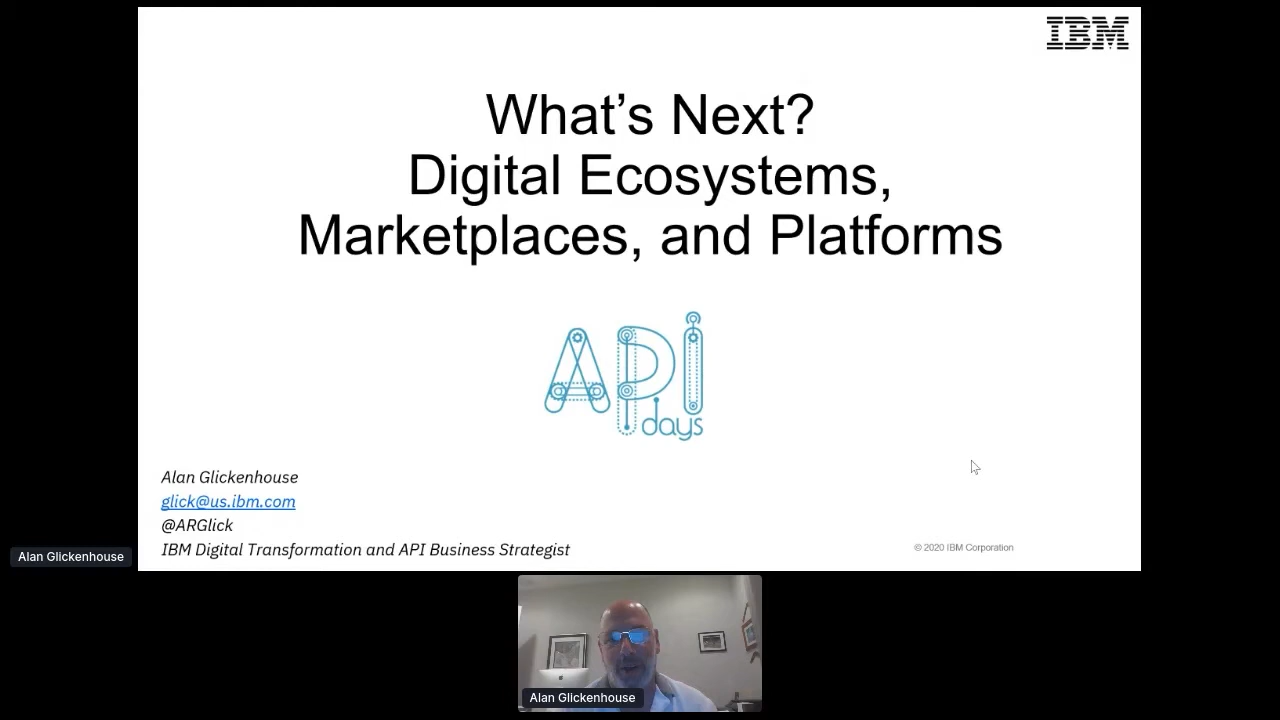 IBM
What's Next?
Digital Ecosystems,
Marketplaces, and Platforms
API
days
Alan Glickenhouse
glick@us.ibm.com
@ARGlick
IBM Digital Transformation and API Business Strategist
© 2020 IBM Corporation
Alan Glickenhouse
Alan Glickenhouse